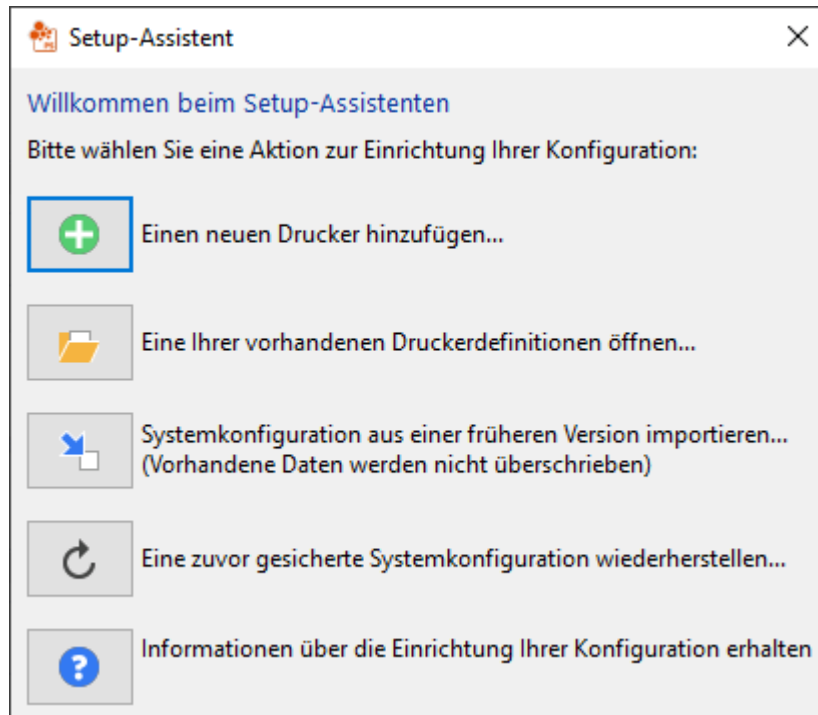 Setup-Assistent
Willkommen beim Setup-Assistenten
Bitte wählen Sie eine Aktion zur Einrichtung Ihrer Konfiguration:
Einen neuen Drucker hinzufügen...
Eine Ihrer vorhandenen Druckerdefinitionen öffnen...
Systemkonfiguration aus einer früheren Version importieren...
(Vorhandene Daten werden nicht überschrieben)
Eine zuvor gesicherte Systemkonfiguration wiederherstellen...
Informationen über die Einrichtung Ihrer Konfiguration erhalten